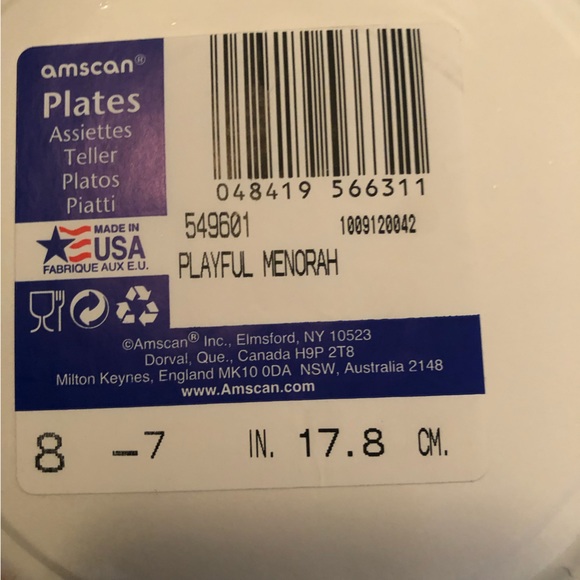 amscan®
Plates
Assiettes
Teller
Platos
Piatti
MADE IN
USA
FABRIQUE AUX E.U.
048419 566311
549601 1009120042
PLAYFUL MENORAH
©Amscan® Inc., Elmsford, NY 10523
Dorval, Que., Canada H9P 2T8
Milton Keynes, England MK10 0DA NSW, Australia 2148
www.Amscan.com
8 -7 IN. 17.8 CM.